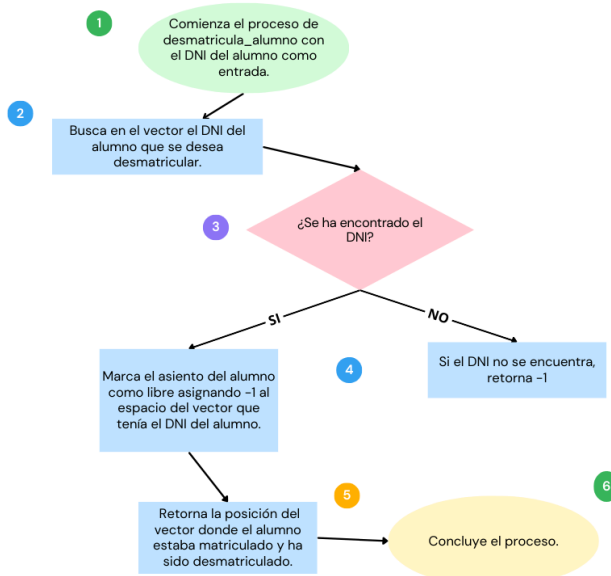 1
Comienza el proceso de
desmatricula_alumno con
el DNI del alumno como
entrada.
2
Busca en el vector el DNI del
alumno que se desea
desmatricular.
3
¿Se ha encontrado el
DNI?
SI
NO
Marca el asiento del alumno
como libre asignando -1 al
espacio del vector que
tenía el DNI del alumno.
4
Si el DNI no se encuentra,
retorna -1
5
Retorna la posición del
vector donde el alumno
estaba matriculado y ha
sido desmatriculado.
6
Concluye el proceso.